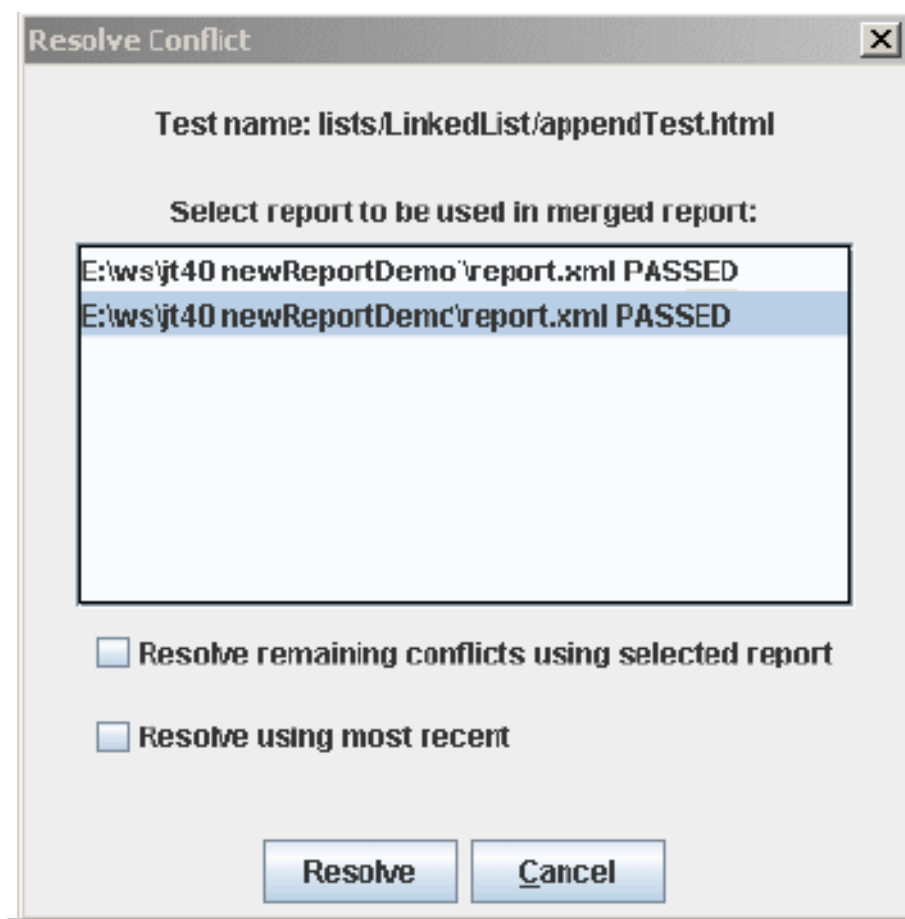 Resolve Conflict
Test name: lists/LinkedList/appendTest.html
Select report to be used in merged report:
E:\ws\jt40 report.xml PASSED
E:\ws\jt40 report.xml PASSED
Resolve remaining conflicts using selected report
Resolve using most recent
Resolve
Cancel